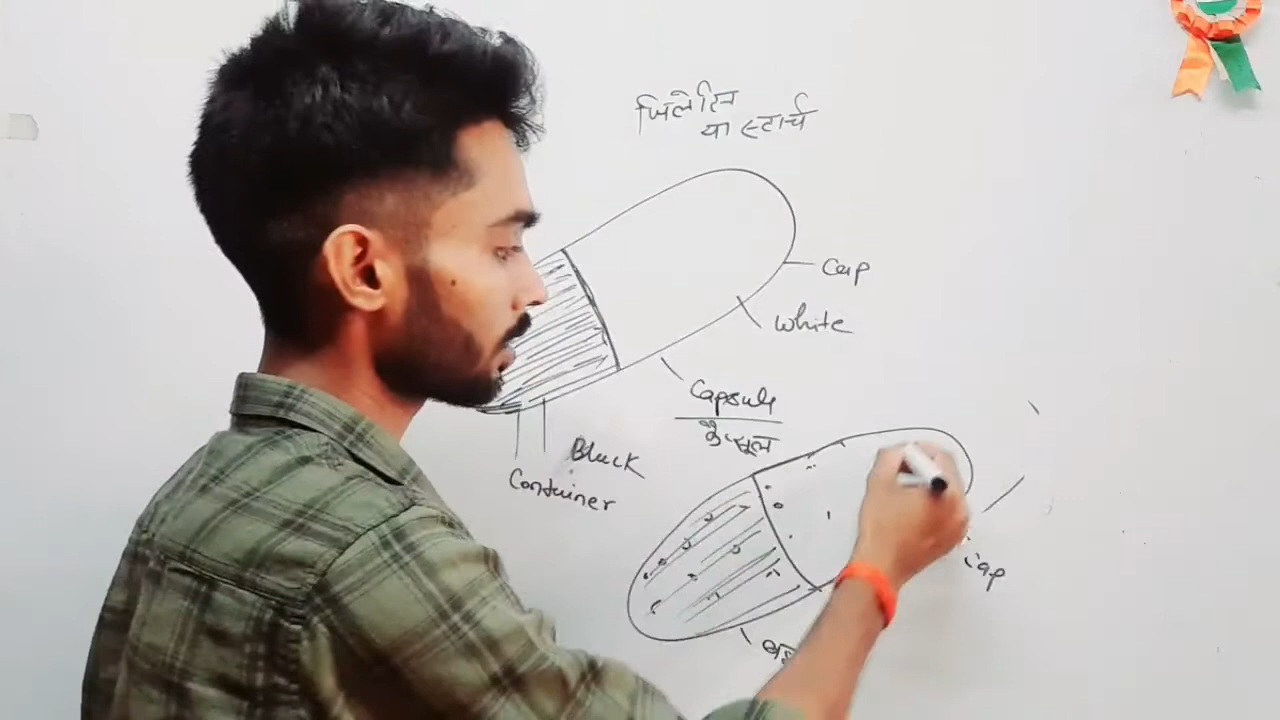 जिलेटिन
या स्टार्च
Cap
White
Capsule
कैप्सूल
Black
Container
Cap